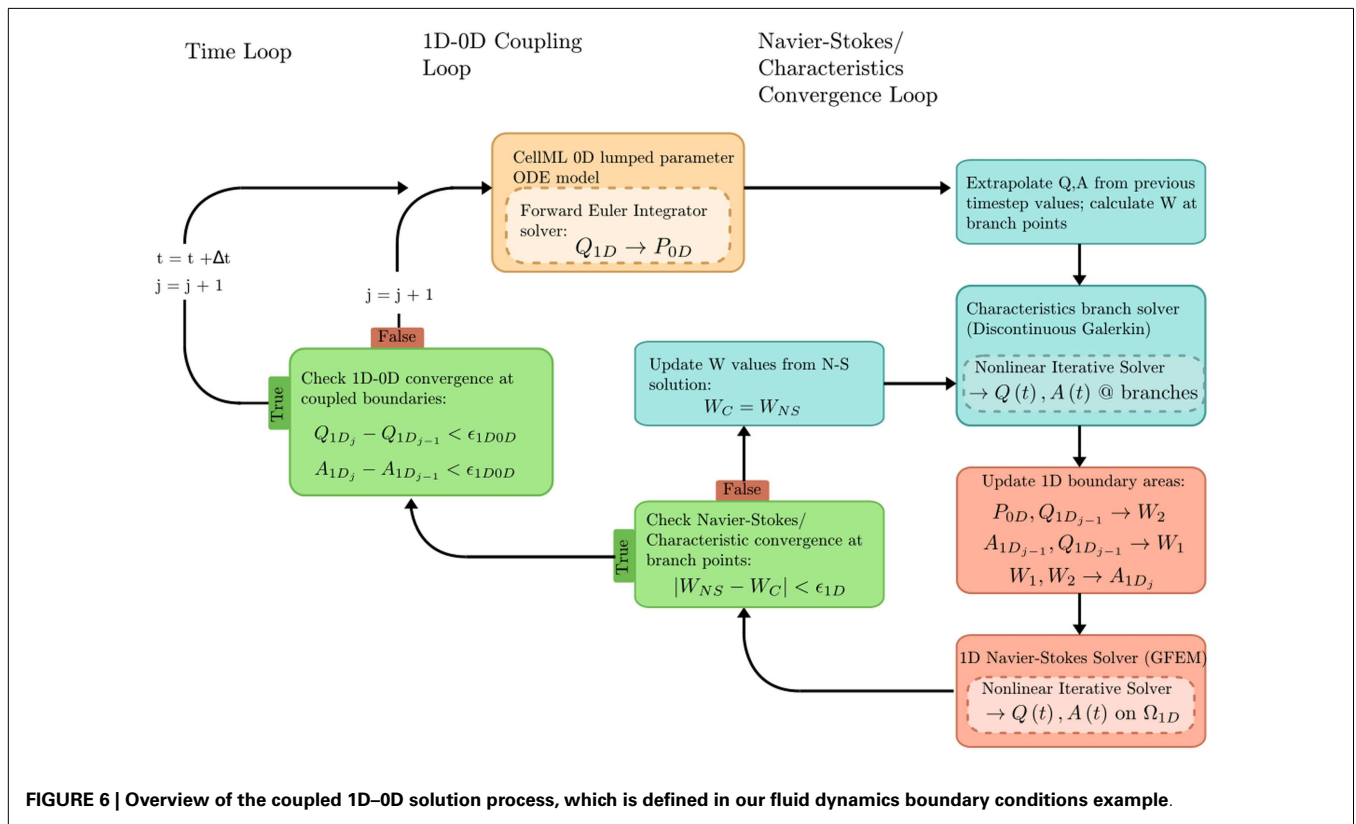 Time Loop
1D-0D Coupling
Loop
Navier-Stokes/
Characteristics
Convergence Loop
CellML 0D lumped parameter
ODE model
Forward Euler Integrator
solver:
Q_{1D} → P_{0D}
Extrapolate Q,A from previous
timestep values; calculate W at
branch points
t = t +Δt
j = j + 1
j = j + 1
False
Characteristics branch solver
(Discontinuous Galerkin)
Nonlinear Iterative Solver
→ Q (t) , A (t) @ branches
Update W values from N-S
solution:
W_C = W_{NS}
True
Check 1D-0D convergence at
coupled boundaries:
Q_{1D_j} − Q_{1D_{j−1}} < ϵ_{1D0D}
A_{1D_j} − A_{1D_{j−1}} < ϵ_{1D0D}
False
Update 1D boundary areas:
P_{0D}, Q_{1D_{j−1}} → W_2
A_{1D_{j−1}}, Q_{1D_{j−1}} → W_1
W_1, W_2 → A_{1D_j}
True
Check Navier-Stokes/
Characteristic convergence at
branch points:
|W_{NS} − W_C| < ϵ_{1D}
1D Navier-Stokes Solver (GFEM)
Nonlinear Iterative Solver
→ Q (t) , A (t) on Ω_{1D}
FIGURE 6 | Overview of the coupled 1D–0D solution process, which is defined in our fluid dynamics boundary conditions example.